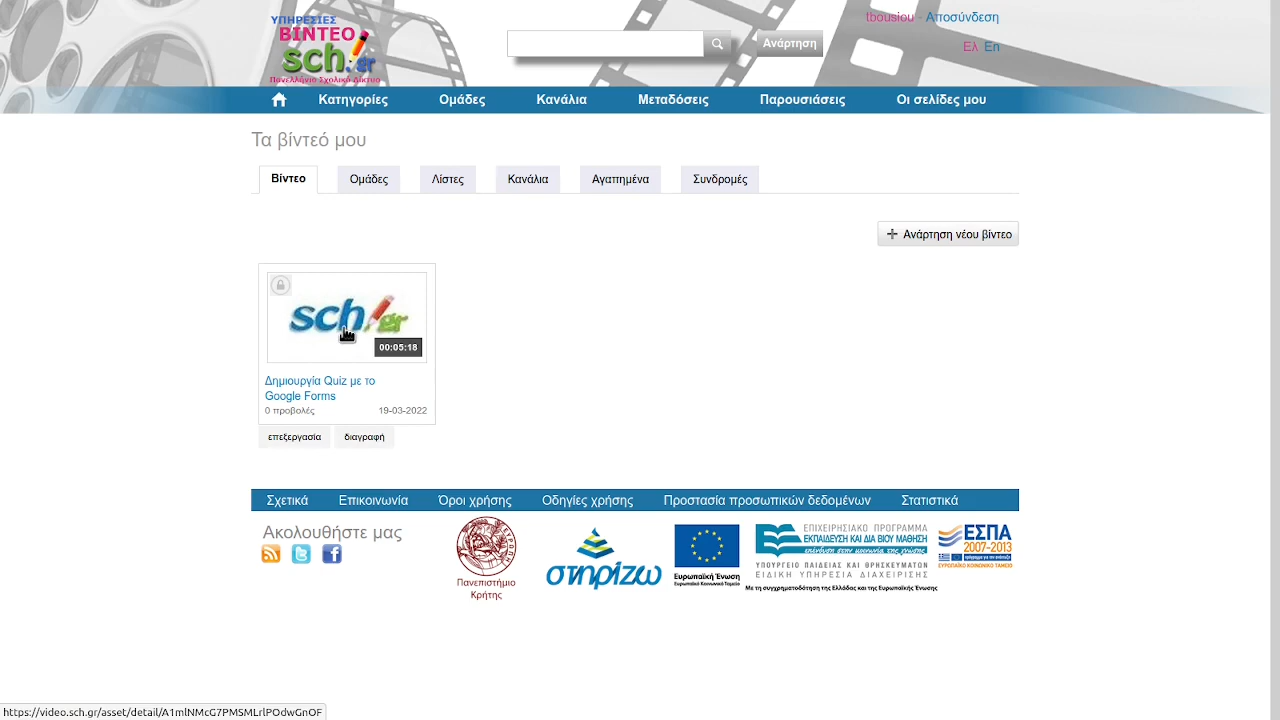 ΥΠΗΡΕΣΙΕΣ
ΒΙΝΤΕΟ
sch.gr
Πανελλήνιο Σχολικό Δίκτυο
tbousiou - Αποσύνδεση
Ανάρτηση
Ελ En
Κατηγορίες Ομάδες Κανάλια Μεταδόσεις Παρουσιάσεις Οι σελίδες μου
Τα βίντεό μου
Βίντεο Ομάδες Λίστες Κανάλια Αγαπημένα Συνδρομές
Ανάρτηση νέου βίντεο
sch.gr
00:05:18
Δημιουργία Quiz με το
Google Forms
0 προβολές 19-03-2022
επεξεργασία διαγραφή
Σχετικά Επικοινωνία Όροι χρήσης Οδηγίες χρήσης Προστασία προσωπικών δεδομένων Στατιστικά
Ακολουθήστε μας
Πανεπιστήμιο
Κρήτης
στηρίζω
Ευρωπαϊκή Ένωση
Ευρωπαϊκό Κοινωνικό Ταμείο
ΕΠΙΧΕΙΡΗΣΙΑΚΟ ΠΡΟΓΡΑΜΜΑ
ΕΚΠΑΙΔΕΥΣΗ ΚΑΙ ΔΙΑ ΒΙΟΥ ΜΑΘΗΣΗ
επένδυση στην κοινωνία της γνώσης
ΥΠΟΥΡΓΕΙΟ ΠΑΙΔΕΙΑΣ ΚΑΙ ΘΡΗΣΚΕΥΜΑΤΩΝ
ΕΙΔΙΚΗ ΥΠΗΡΕΣΙΑ ΔΙΑΧΕΙΡΙΣΗΣ
Με τη συγχρηματοδότηση της Ελλάδας και της Ευρωπαϊκής Ένωσης
ΕΣΠΑ
2007-2013
ΕΥΡΩΠΑΪΚΟ ΚΟΙΝΩΝΙΚΟ ΤΑΜΕΙΟ
https://video.sch.gr/asset/detail/A1mlNMcG7PMSMLrlPOdwGnOF